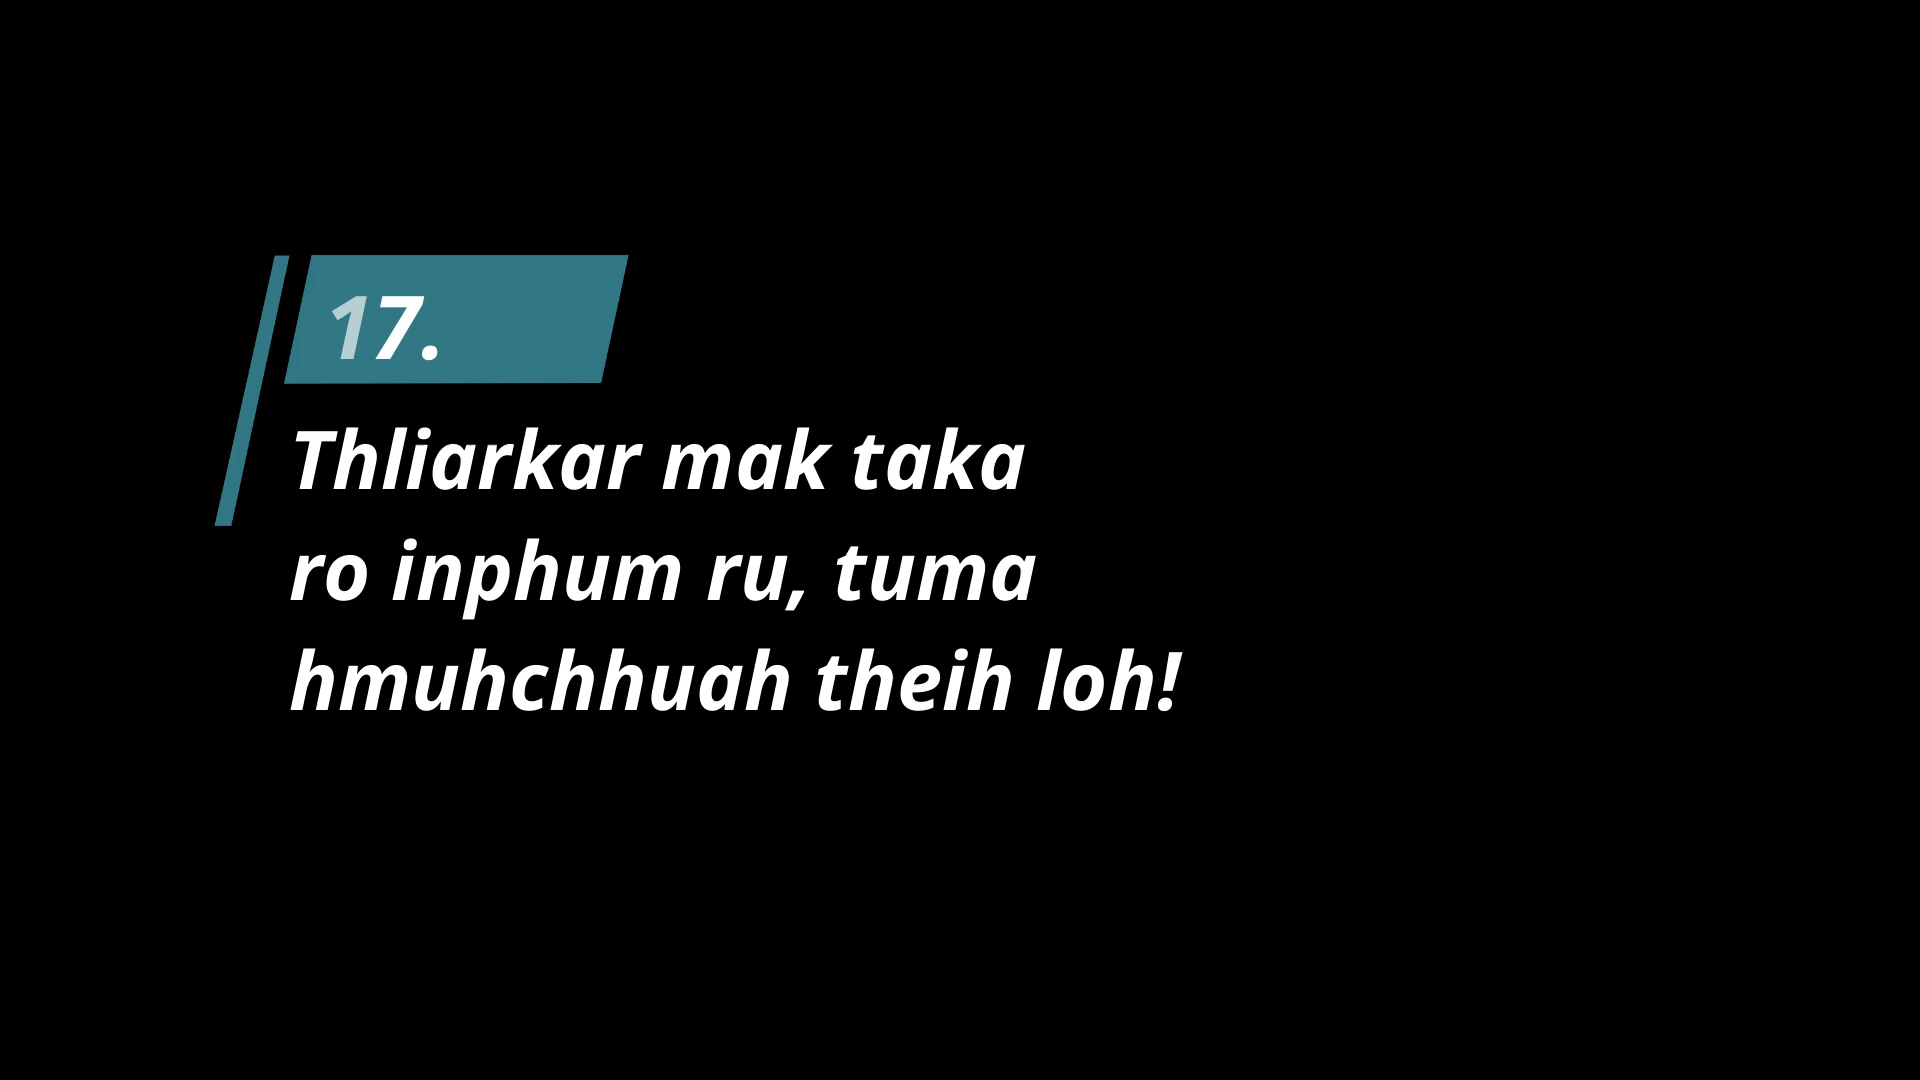 17.
Thliarkar mak taka
ro inphum ru, tuma
hmuhchhuah theih loh!